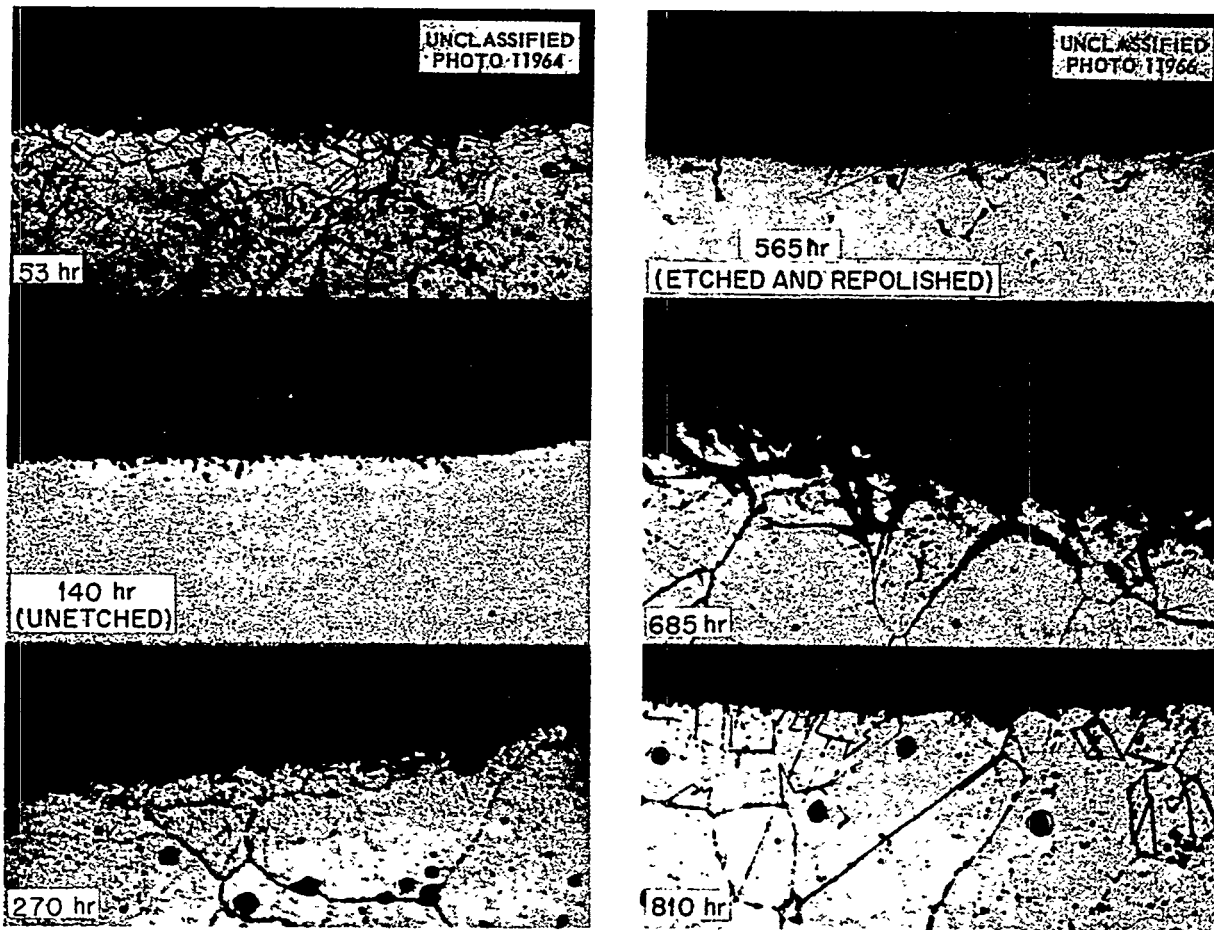 UNCLASSIFIED
PHOTO 11964
53 hr
140 hr
(UNETCHED)
270 hr
UNCLASSIFIED
PHOTO 11966
565 hr
(ETCHED AND REPOLISHED)
685 hr
810 hr